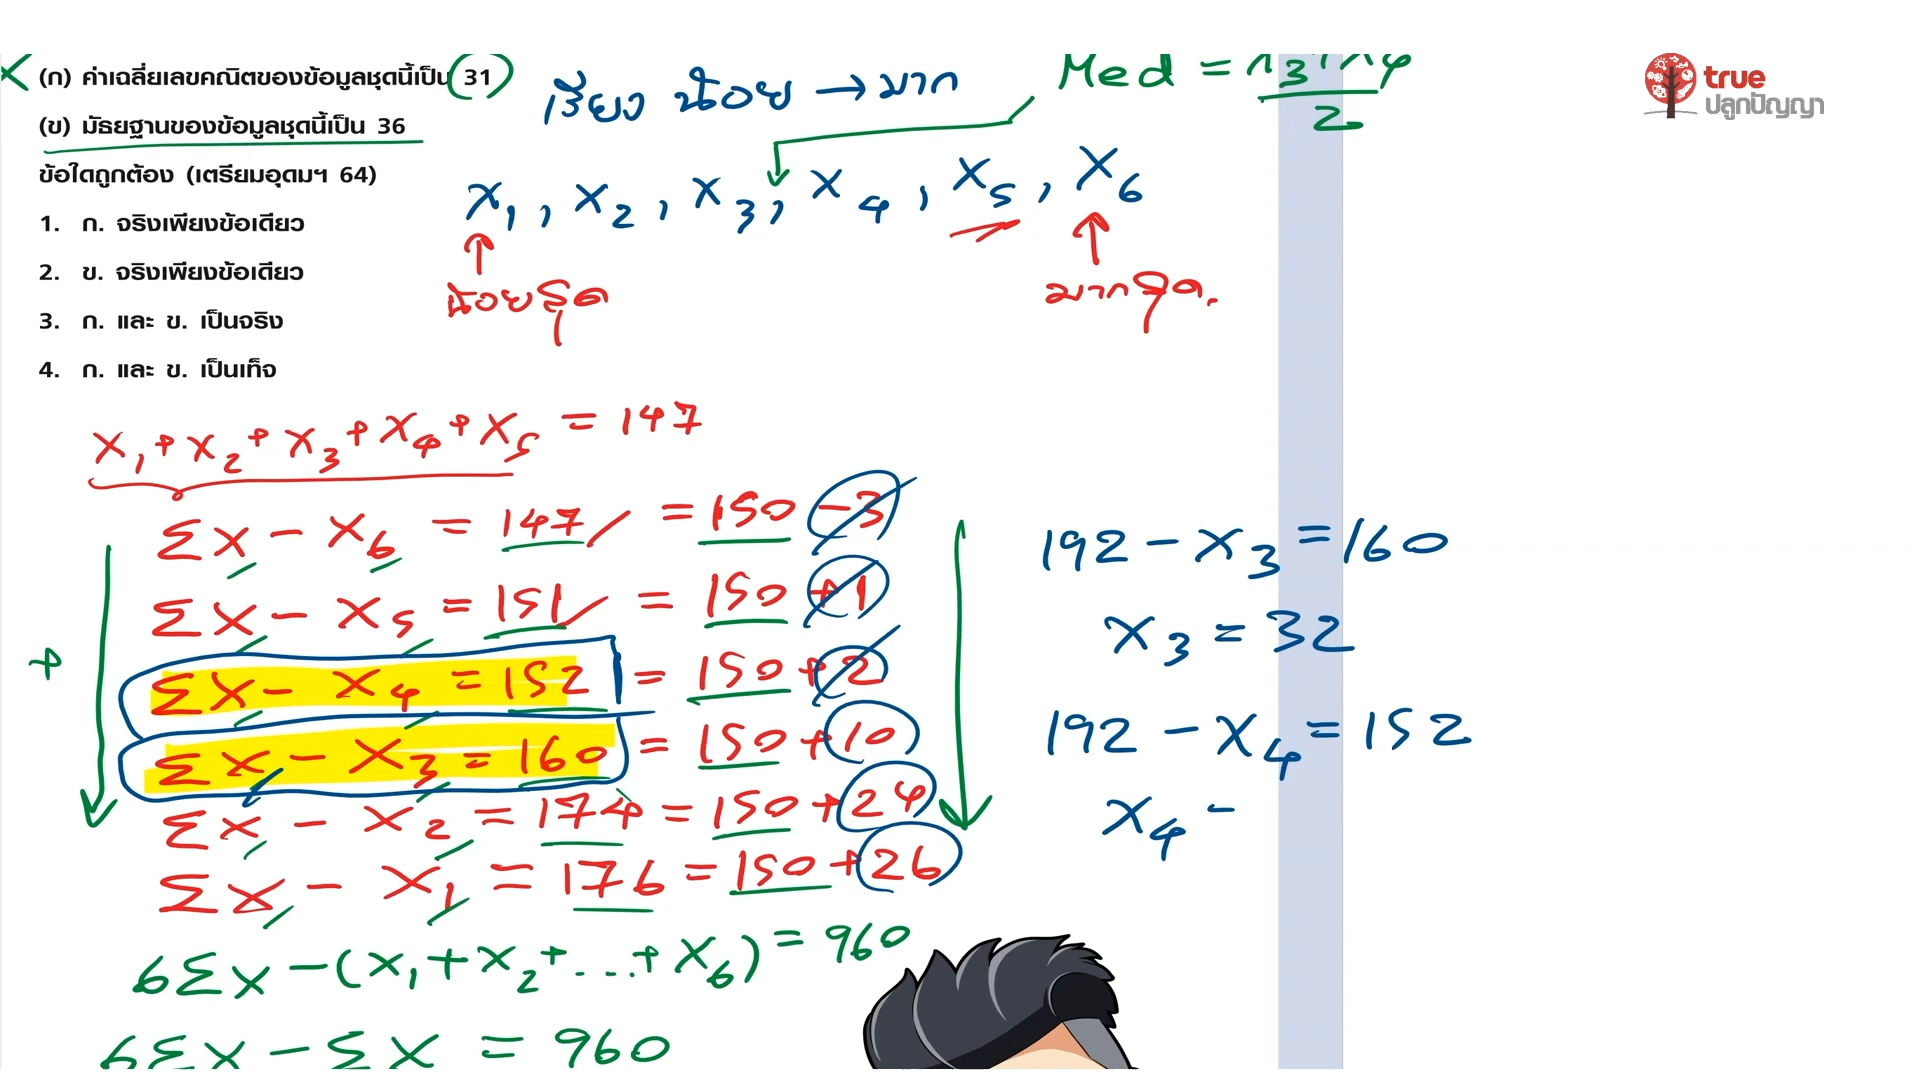 (ก) ค่าเฉลี่ยเลขคณิตของข้อมูลชุดนี้เป็น 31
(ข) มัธยฐานของข้อมูลชุดนี้เป็น 36
ข้อใดถูกต้อง (เตรียมอุดมฯ 64)
1. ก. จริงเพียงข้อเดียว
2. ข. จริงเพียงข้อเดียว
3. ก. และ ข. เป็นจริง
4. ก. และ ข. เป็นเท็จ
เรียง น้อย → มาก
Med = x₃+x₄ / 2
x₁, x₂, x₃, x₄, x₅, x₆
น้อยสุด
มากสุด
true
ปลูกปัญญา
x₁+x₂+x₃+x₄+x₅ = 147
Σx - x₆ = 147 = 150 -3
Σx - x₅ = 151 = 150 +1
Σx - x₄ = 152 = 150 +2
Σx - x₃ = 160 = 150 +10
Σx - x₂ = 174 = 150 +24
Σx - x₁ = 176 = 150 +26
+
6Σx - (x₁+x₂+...+x₆) = 960
6Σx - Σx = 960
192 - x₃ = 160
x₃ = 32
192 - x₄ = 152
x₄ -